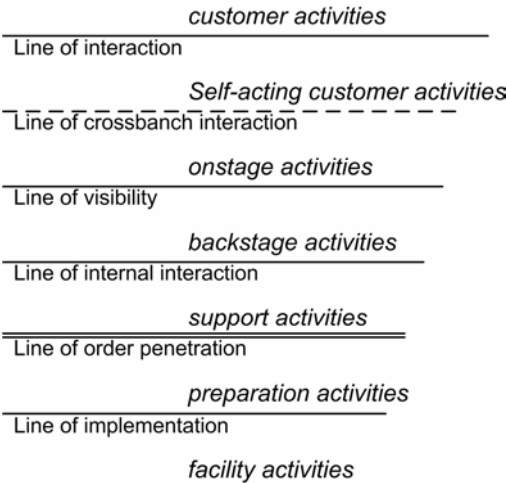 customer activities
Line of interaction
Self-acting customer activities
Line of crossbanch interaction
onstage activities
Line of visibility
backstage activities
Line of internal interaction
support activities
Line of order penetration
preparation activities
Line of implementation
facility activities